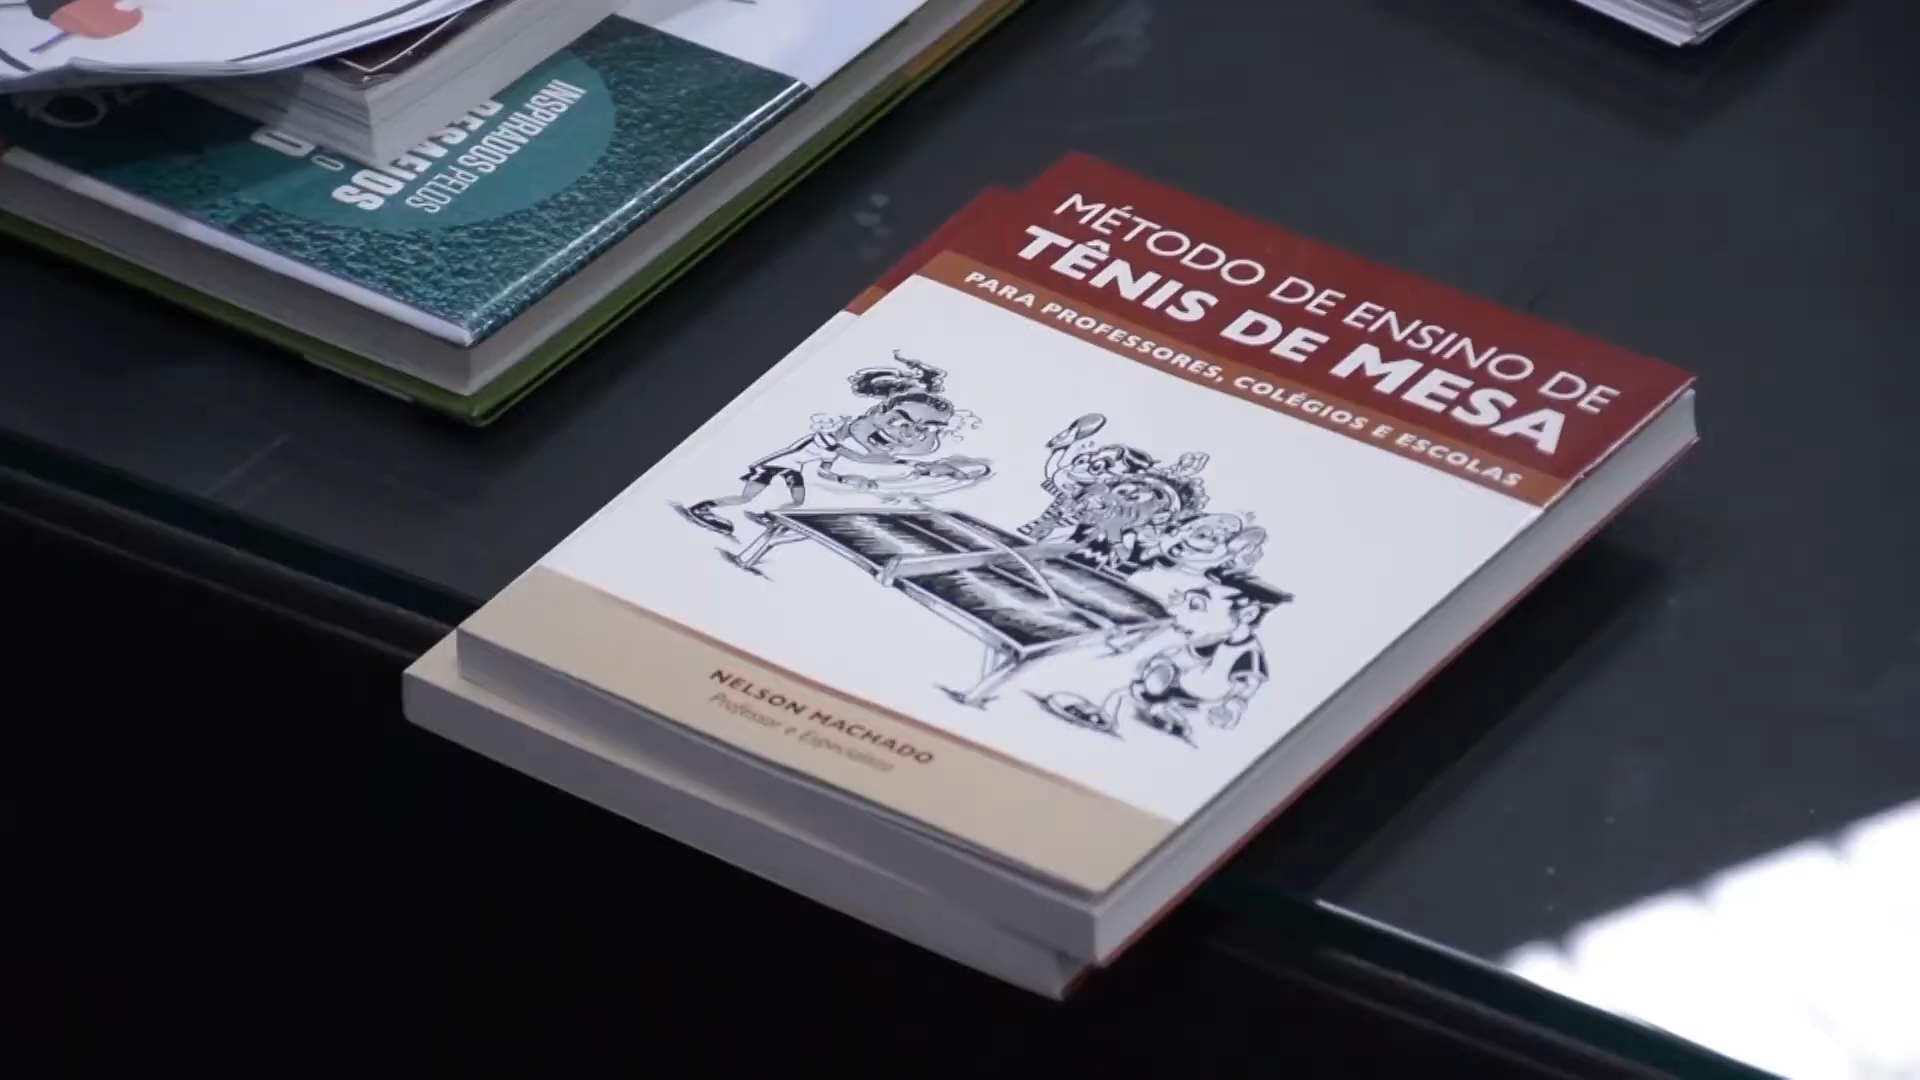 MÉTODO DE ENSINO DE
TÊNIS DE MESA
PARA PROFESSORES, COLÉGIOS E ESCOLAS
NELSON MACHADO
Professor e Especialista
INSPIRADOS PELOS
DESAFIOS
O